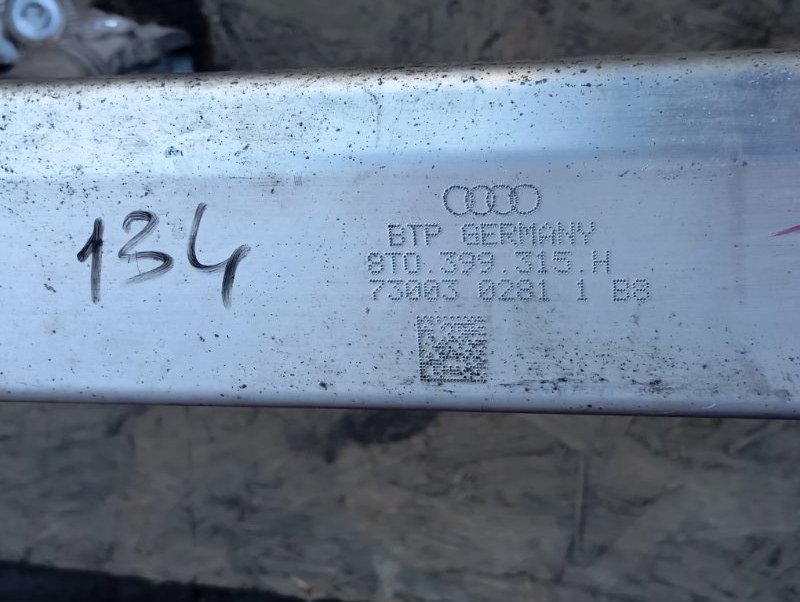 134
BTP GERMANY
8T0.399.315.H
73003 0281 1 B8